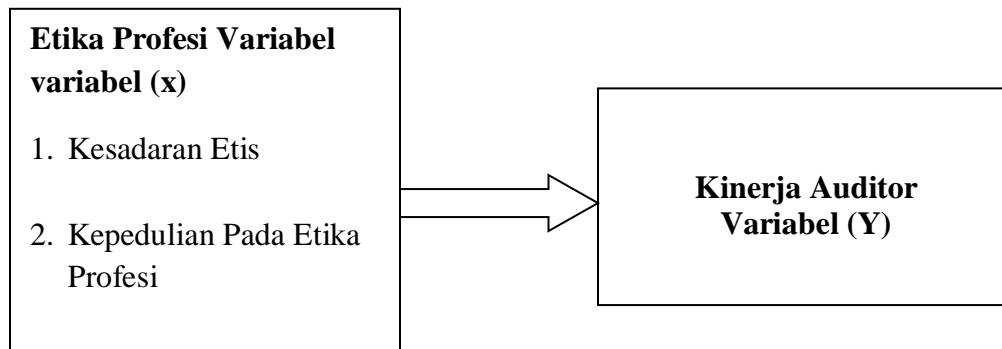 Etika Profesi Variabel
variabel (x)
1. Kesadaran Etis
2. Kepedulian Pada Etika
Profesi
Kinerja Auditor
Variabel (Y)